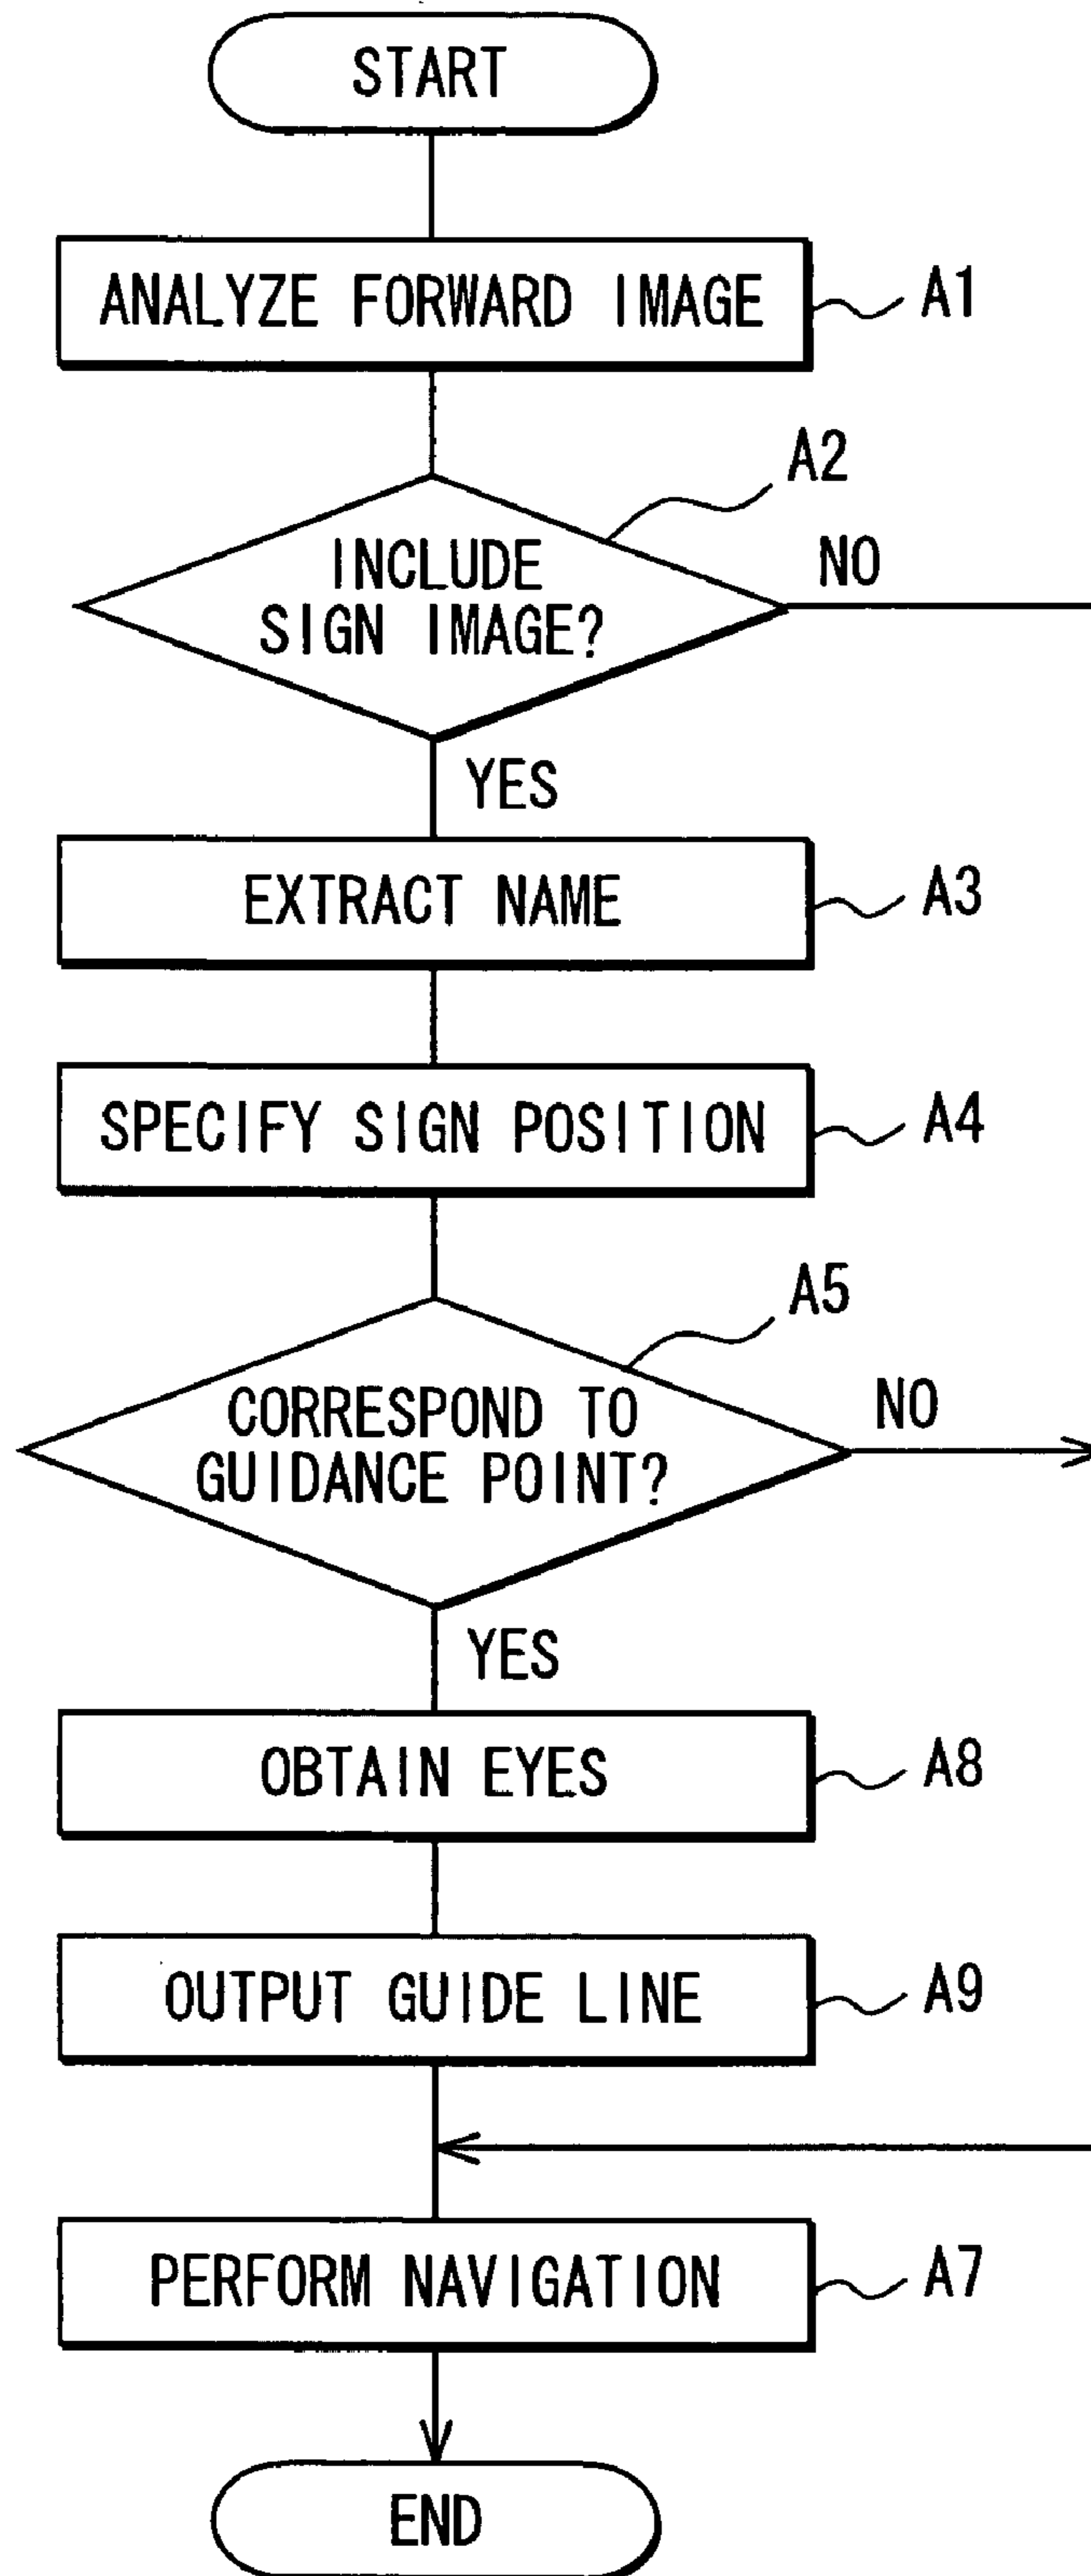 START
ANALYZE FORWARD IMAGE
A1
A2
INCLUDE
SIGN IMAGE?
NO
YES
EXTRACT NAME
A3
SPECIFY SIGN POSITION
A4
A5
CORRESPOND TO
GUIDANCE POINT?
NO
YES
OBTAIN EYES
A8
OUTPUT GUIDE LINE
A9
PERFORM NAVIGATION
A7
END